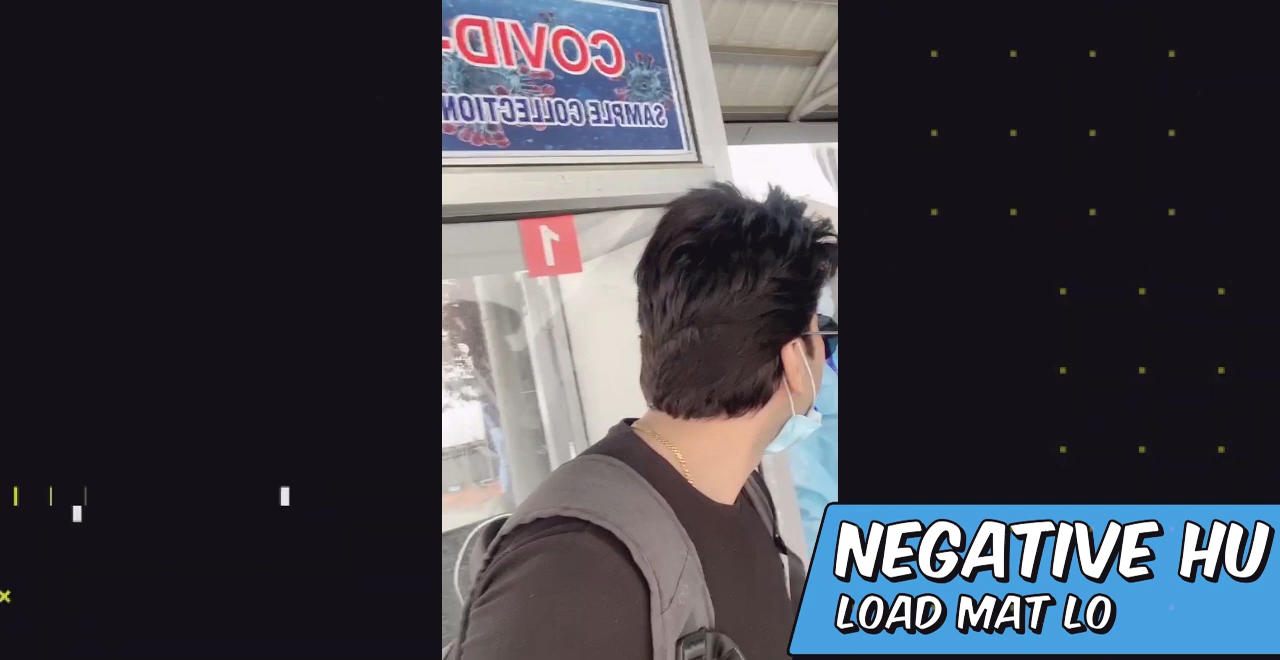 COVID-
SAMPLE COLLECTION
1
NEGATIVE HU
LOAD MAT LO